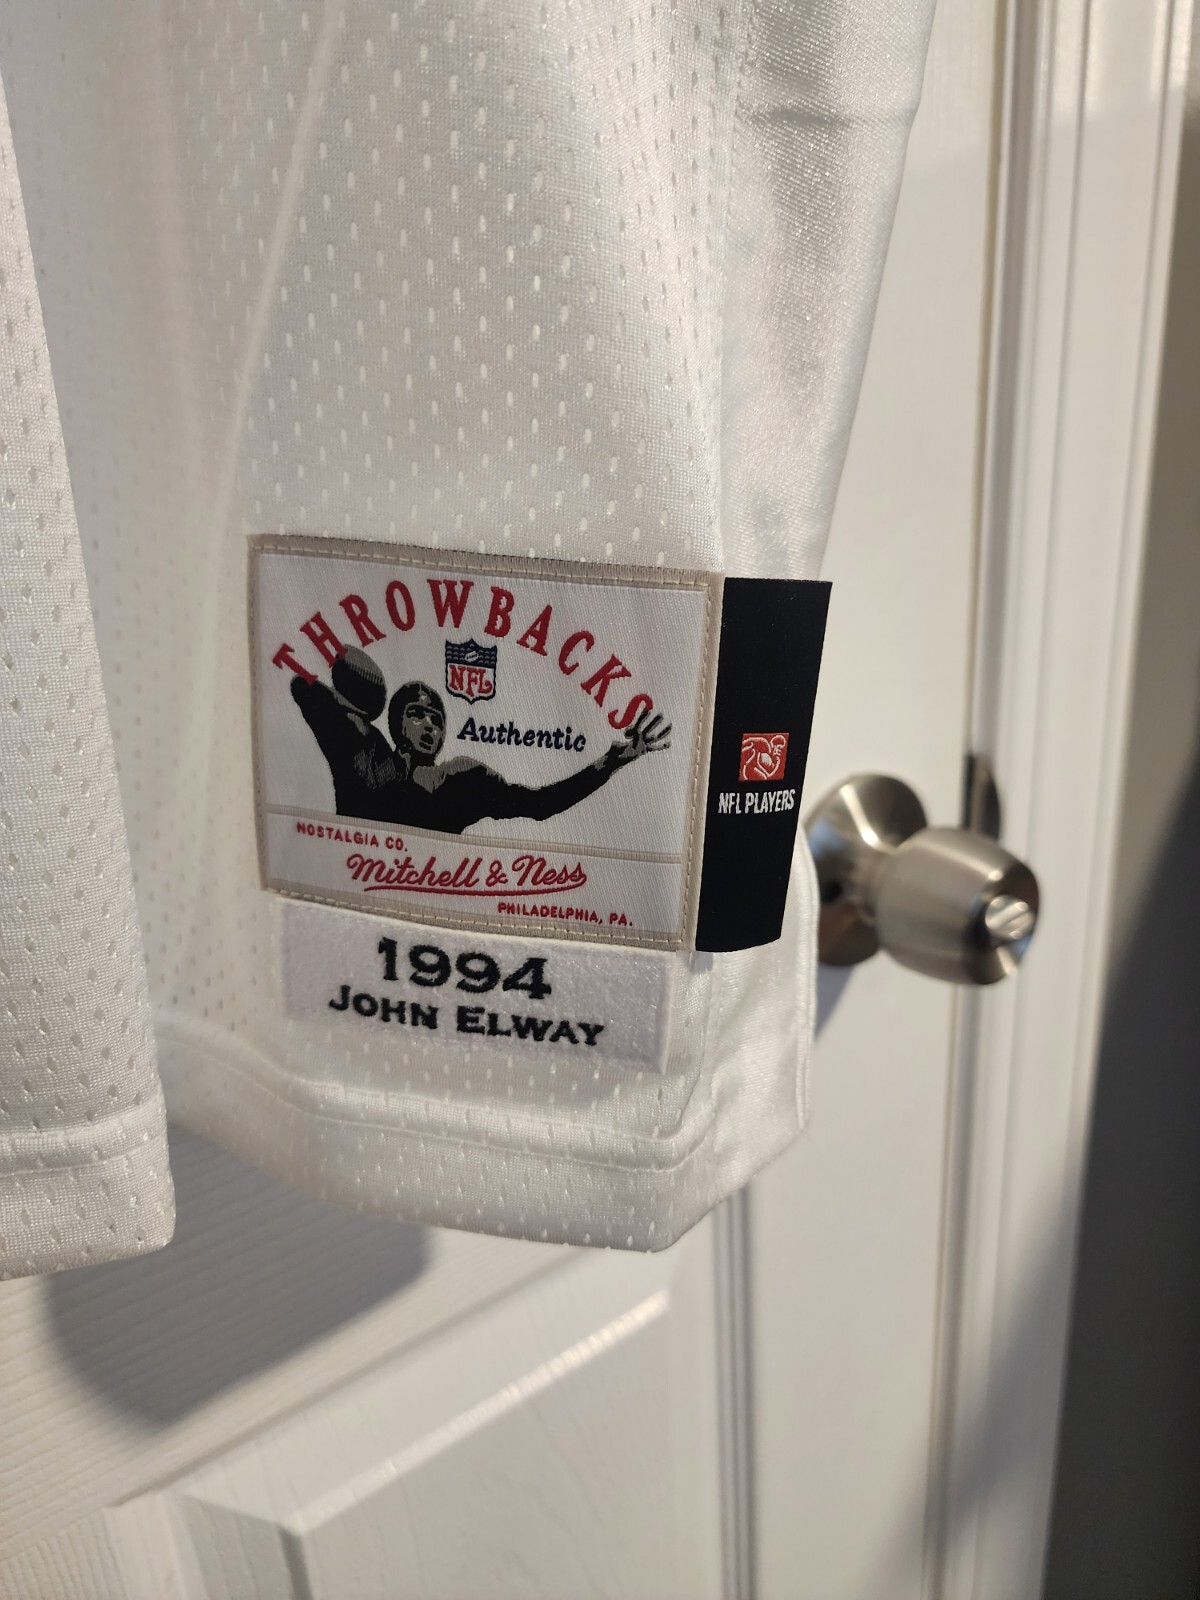 THROWBACKS
NFL
Authentic
NFL PLAYERS
NOSTALGIA CO.
Mitchell & Ness
PHILADELPHIA, PA.
1994
JOHN ELWAY